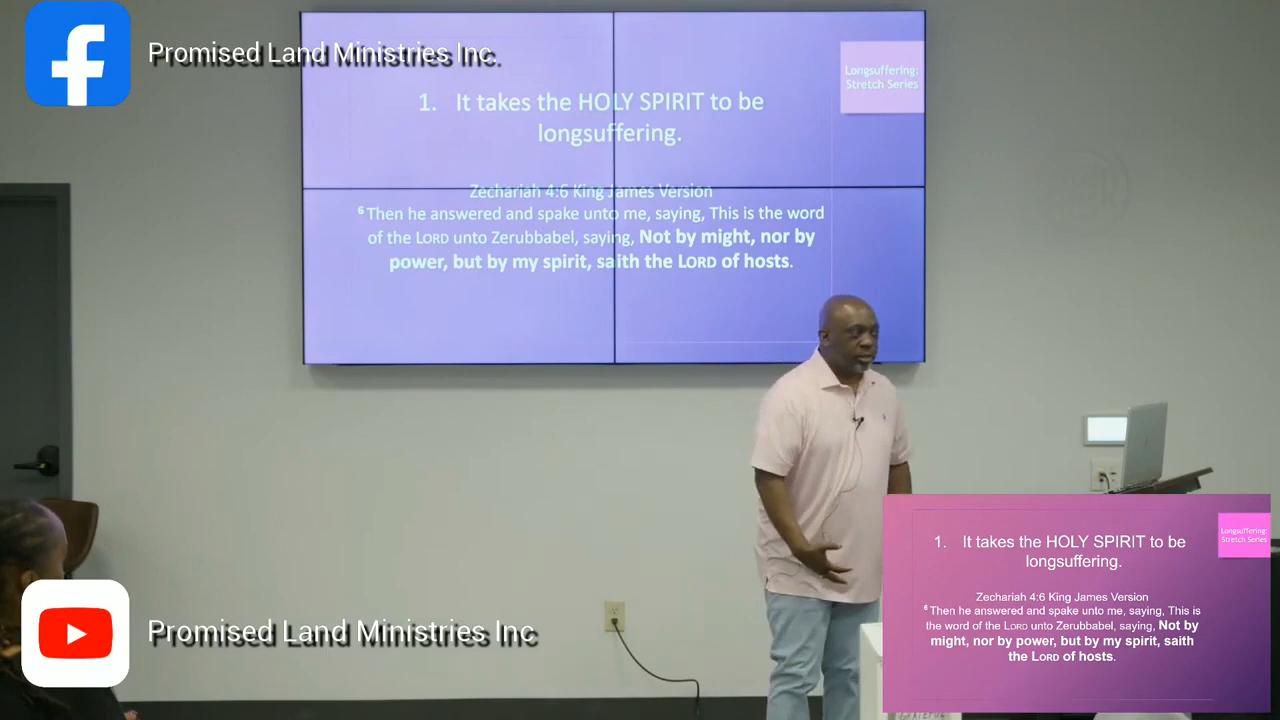 Promised Land Ministries Inc.
Longsuffering:
Stretch Series
1. It takes the HOLY SPIRIT to be
longsuffering.
Zechariah 4:6 King James Version
6 Then he answered and spake unto me, saying, This is the word
of the LORD unto Zerubbabel, saying, Not by might, nor by
power, but by my spirit, saith the LORD of hosts.
Promised Land Ministries Inc
Longsuffering:
Stretch Series
1. It takes the HOLY SPIRIT to be
longsuffering.
Zechariah 4:6 King James Version
6 Then he answered and spake unto me, saying, This is
the word of the LORD unto Zerubbabel, saying, Not by
might, nor by power, but by my spirit, saith
the LORD of hosts.